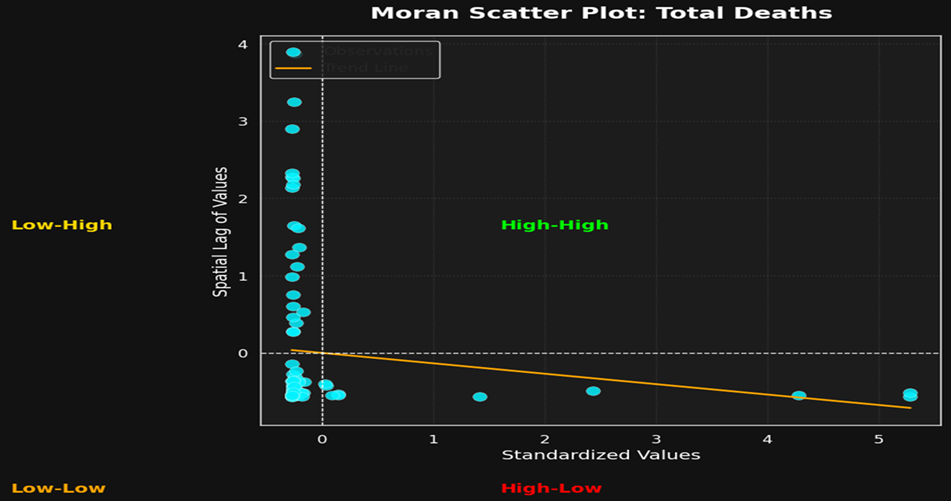 Moran Scatter Plot: Total Deaths
4
Observations
Trend Line
3
2
1
0
Spatial Lag of Values
Low-High
High-High
0 1 2 3 4 5
Standardized Values
Low-Low
High-Low